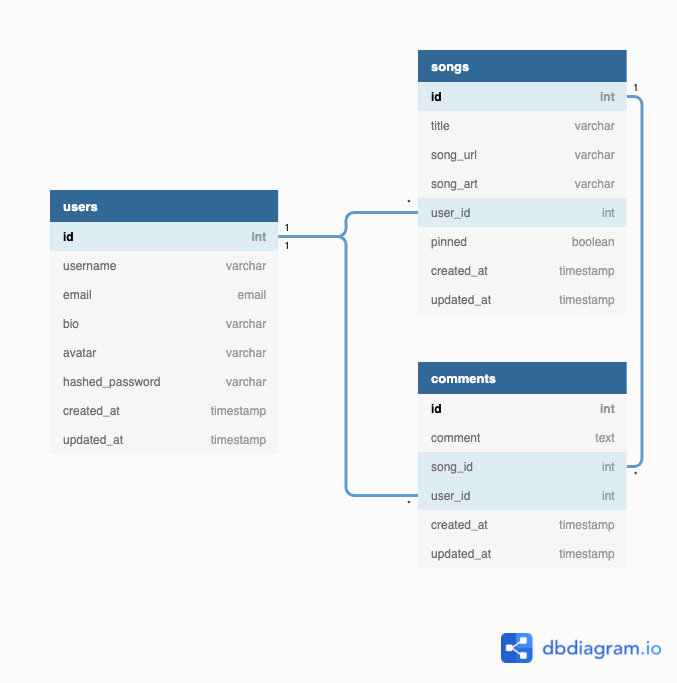 users
id int
username varchar
email email
bio varchar
avatar varchar
hashed_password varchar
created_at timestamp
updated_at timestamp
1
1
songs
id int
1
title varchar
song_url varchar
song_art varchar
*
user_id int
pinned boolean
created_at timestamp
updated_at timestamp
comments
id int
comment text
song_id int
*
user_id int
*
created_at timestamp
updated_at timestamp
dbdiagram.io